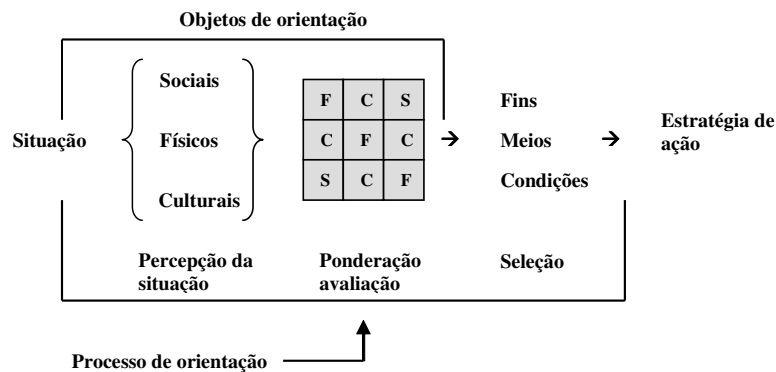 Objetos de orientação
Sociais
F C S
Fins
Situação
Físicos
C F C
Meios
Estratégia de
ação
Culturais
S C F
Condições
Percepção da
situação
Ponderação
avaliação
Seleção
Processo de orientação